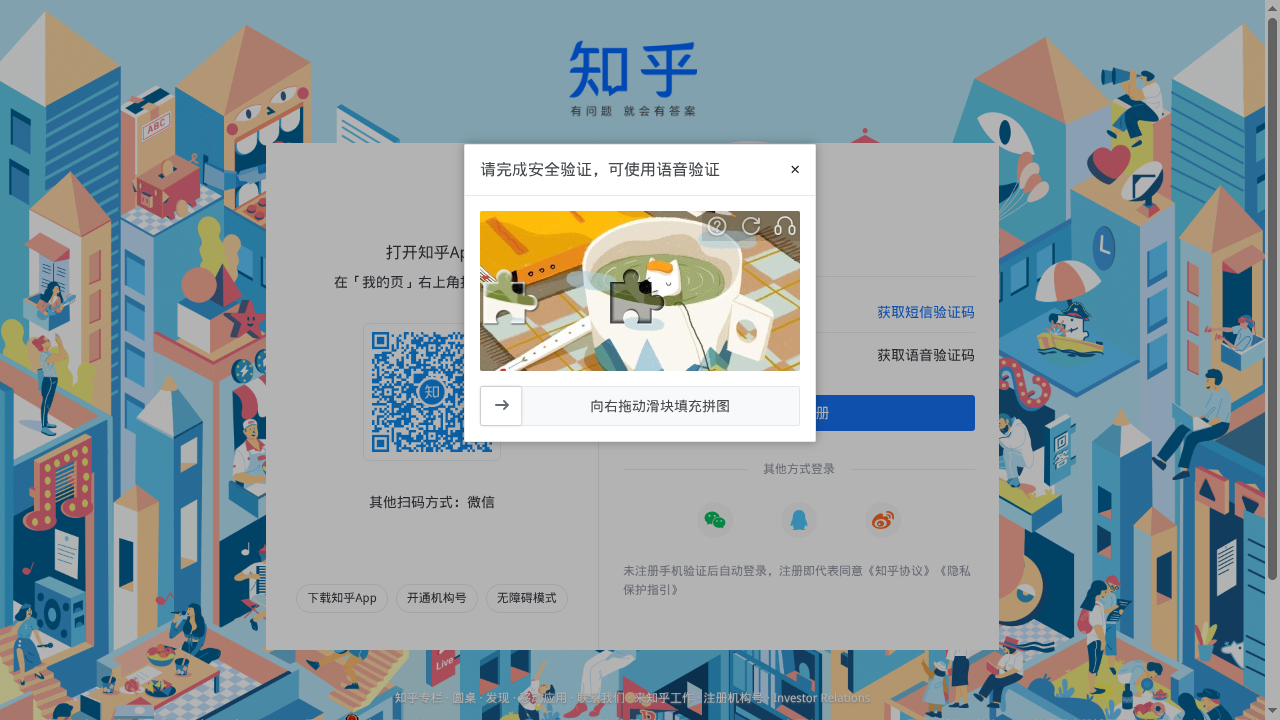 知乎
有问题 就会有答案
ABC
请完成安全验证，可使用语音验证
×
向右拖动滑块填充拼图
打开知乎Ap
在「我的页」右上角
知
其他扫码方式：微信
下载知乎App
开通机构号
无障碍模式
获取短信验证码
获取语音验证码
册
其他方式登录
未注册手机验证后自动登录，注册即代表同意《知乎协议》《隐私
保护指引》
回答
Live
知乎专栏 · 圆桌 · 发现 · 移动应用 · 联系我们 · 来知乎工作 · 注册机构号 · Investor Relations